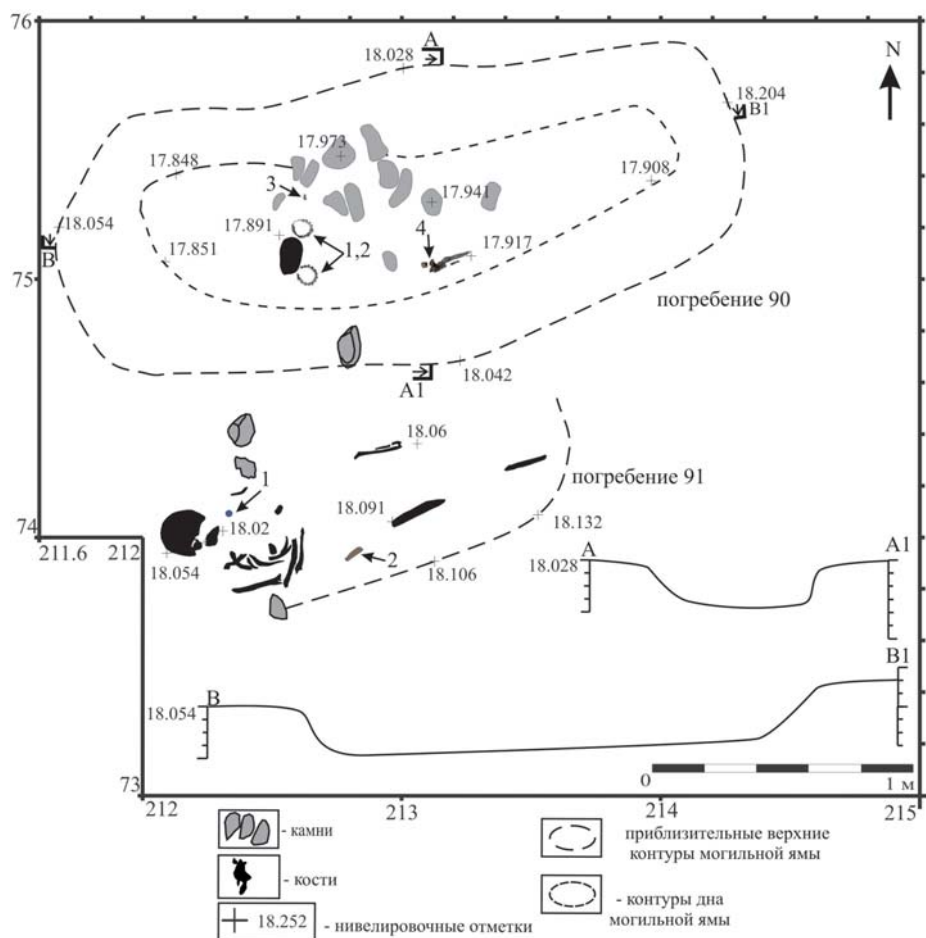 76
A
18.028
N
18.204
B1
17.973
17.848
17.908
3
17.941
18.054
17.891
4
17.917
B
17.851
1,2
75
погребение 90
18.042
A1
18.06
1
погребение 91
18.091
18.02
18.132
74
211.6
212
18.054
2
18.106
A
A1
18.028
B1
B
18.054
0
1 м
73
212
213
214
215
- камни
- кости
18.252
- нивелировочные отметки
приблизительные верхние
контуры могильной ямы
- контуры дна
могильной ямы